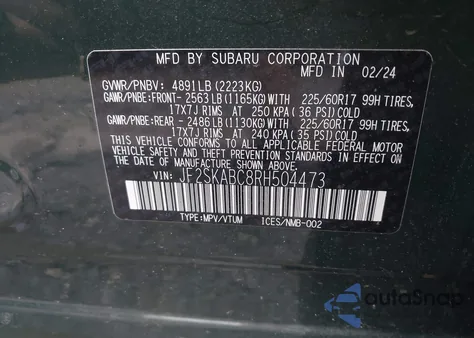 MFD BY SUBARU CORPORATION
MFD IN 02/24
GVWR/PNBV: 4891LB (2223KG)
GAWR/PNBE:FRONT- 2563LB(1165KG)WITH 225/60R17 99H TIRES,
17X7J RIMS AT 250 KPA(36 PSI)COLD
GAWR/PNBE:REAR - 2486LB(1130KG)WITH 225/60R17 99H TIRES,
17X7J RIMS AT 240 KPA(35 PSI)COLD
THIS VEHICLE CONFORMS TO ALL APPLICABLE FEDERAL MOTOR
VEHICLE SAFETY, BUMPER, AND THEFT PREVENTION STANDARDS IN EFFECT ON
THE DATE OF MANUFACTURE SHOWN ABOVE.
VIN: JF2SKABC8RH504473
TYPE:MPV/VTUM ICES/NMB-002
autoSnap